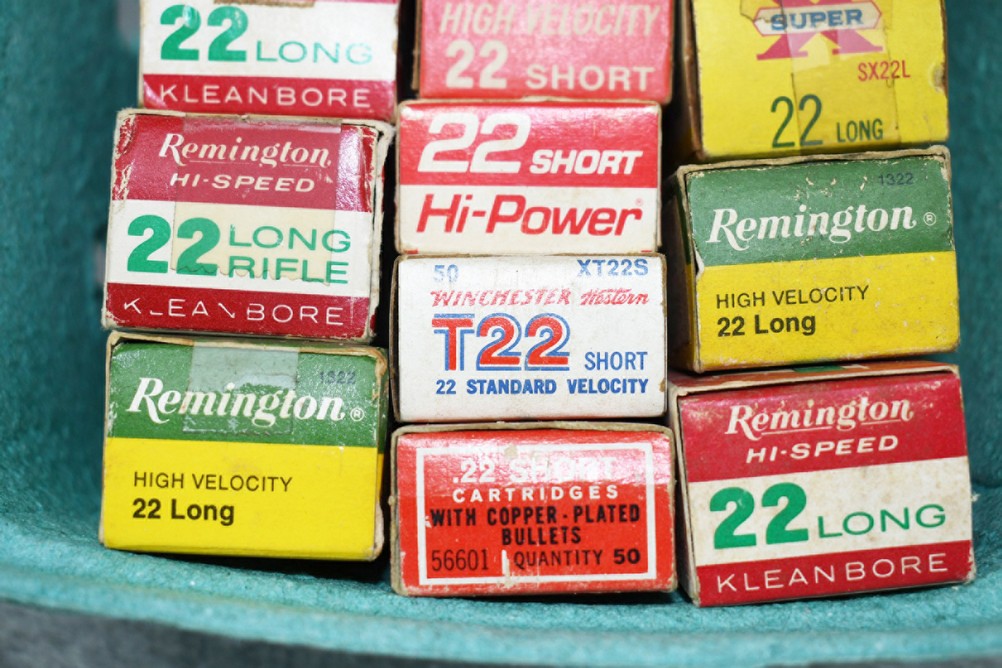 22 LONG
KLEANBORE
HIGH VELOCITY
22 SHORT
SUPER
X
SX22L
22 LONG
Remington
HI-SPEED
22 LONG
RIFLE
KLEANBORE
22 SHORT
Hi-Power®
1322
Remington®
HIGH VELOCITY
22 Long
50 XT22S
WINCHESTER Western
T22 SHORT
22 STANDARD VELOCITY
1322
Remington®
HIGH VELOCITY
22 Long
.22 SHORT
CARTRIDGES
WITH COPPER-PLATED
BULLETS
56601 QUANTITY 50
Remington
HI-SPEED
22 LONG
KLEANBORE